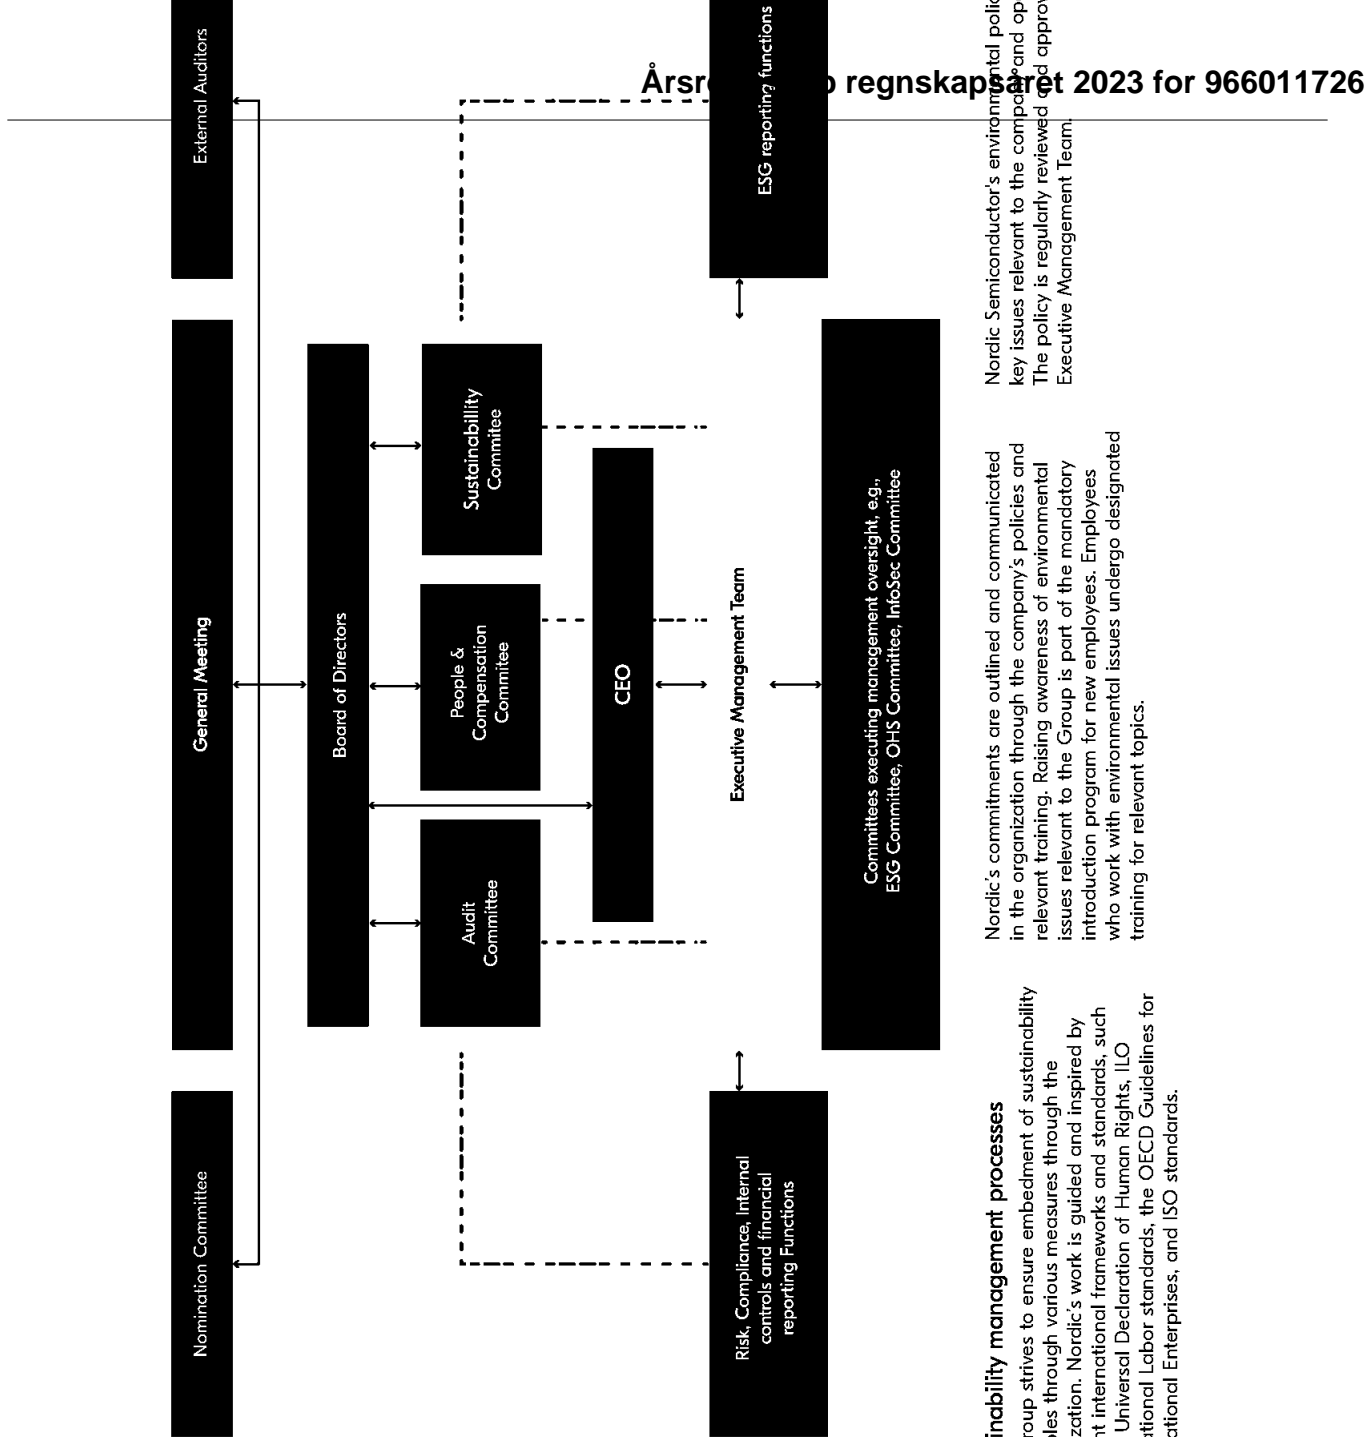 Årsr regnskapsåret 2023 for 966011726
Nomination Committee
General Meeting
External Auditors
Board of Directors
Audit
Committee
People &
Compensation
Commitee
Sustainabillity
Commitee
CEO
Executive Management Team
Risk, Compliance, Internal
controls and financial
reporting Functions
ESG reporting functions
Committees executing management oversight, e.g.,
ESG Committee, OHS Committee, InfoSec Committee
management processes
strives to ensure embedment of sustainability
through various measures through the
Nordic's work is guided and inspired by
international frameworks and standards, such
Universal Declaration of Human Rights, ILO
Labor standards, the OECD Guidelines for
Enterprises, and ISO standards.
Nordic's commitments are outlined and communicated
in the organization through the company's policies and
relevant training. Raising awareness of environmental
issues relevant to the Group is part of the mandatory
introduction program for new employees. Employees
who work with environmental issues undergo designated
training for relevant topics.
Nordic Semiconductor's environmental
key issues relevant to the company and
The policy is regularly reviewed and
Executive Management Team.